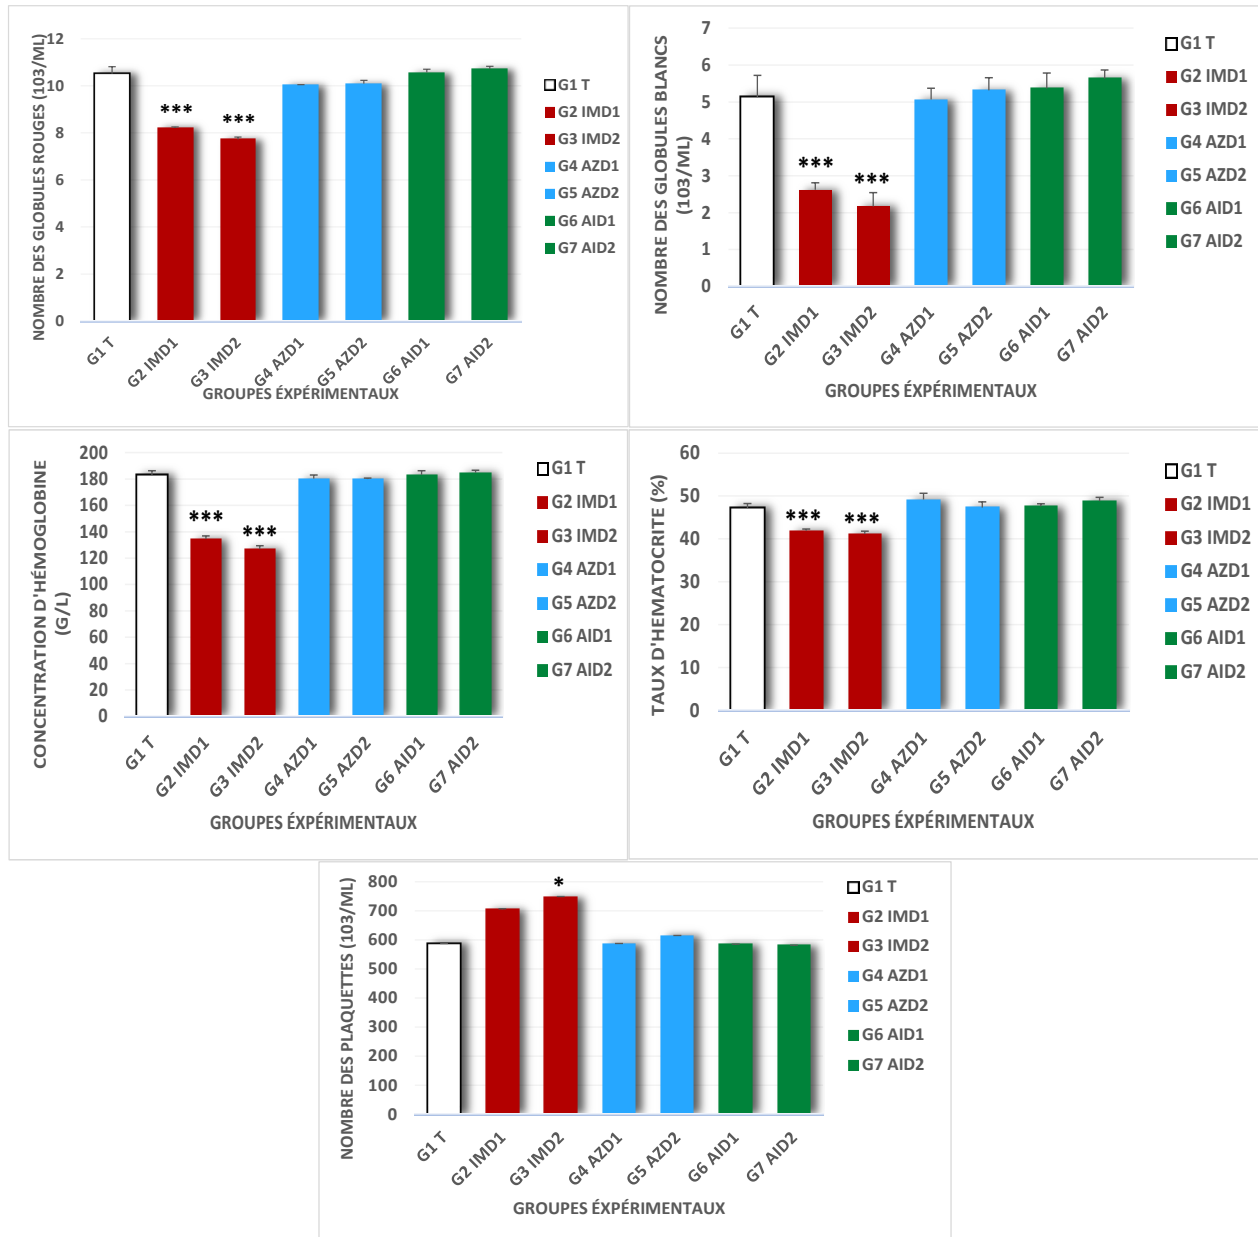 NOMBRE DES GLOBULES ROUGES (103/ML)
12
10
8
6
4
2
0
***
***
G1 T
G2 IMD1
G3 IMD2
G4 AZD1
G5 AZD2
G6 AID1
G7 AID2
GROUPES ÉXPÉRIMENTAUX
G1 T
G2 IMD1
G3 IMD2
G4 AZD1
G5 AZD2
G6 AID1
G7 AID2
NOMBRE DES GLOBULES BLANCS
(103/ML)
7
6
5
4
3
2
1
0
***
***
G1 T
G2 IMD1
G3 IMD2
G4 AZD1
G5 AZD2
G6 AID1
G7 AID2
GROUPES ÉXPÉRIMENTAUX
G1 T
G2 IMD1
G3 IMD2
G4 AZD1
G5 AZD2
G6 AID1
G7 AID2
CONCENTRATION D'HÉMOGLOBINE
(G/L)
200
180
160
140
120
100
80
60
40
20
0
***
***
G1 T
G2 IMD1
G3 IMD2
G4 AZD1
G5 AZD2
G6 AID1
G7 AID2
GROUPES ÉXPÉRIMENTAUX
G1 T
G2 IMD1
G3 IMD2
G4 AZD1
G5 AZD2
G6 AID1
G7 AID2
TAUX D'HEMATOCRITE (%)
60
50
40
30
20
10
0
***
***
G1 T
G2 IMD1
G3 IMD2
G4 AZD1
G5 AZD2
G6 AID1
G7 AID2
GROUPES ÉXPÉRIMENTAUX
G1 T
G2 IMD1
G3 IMD2
G4 AZD1
G5 AZD2
G6 AID1
G7 AID2
NOMBRE DES PLAQUETTES (103/ML)
800
700
600
500
400
300
200
100
0
*
G1 T
G2 IMD1
G3 IMD2
G4 AZD1
G5 AZD2
G6 AID1
G7 AID2
GROUPES ÉXPÉRIMENTAUX
G1 T
G2 IMD1
G3 IMD2
G4 AZD1
G5 AZD2
G6 AID1
G7 AID2